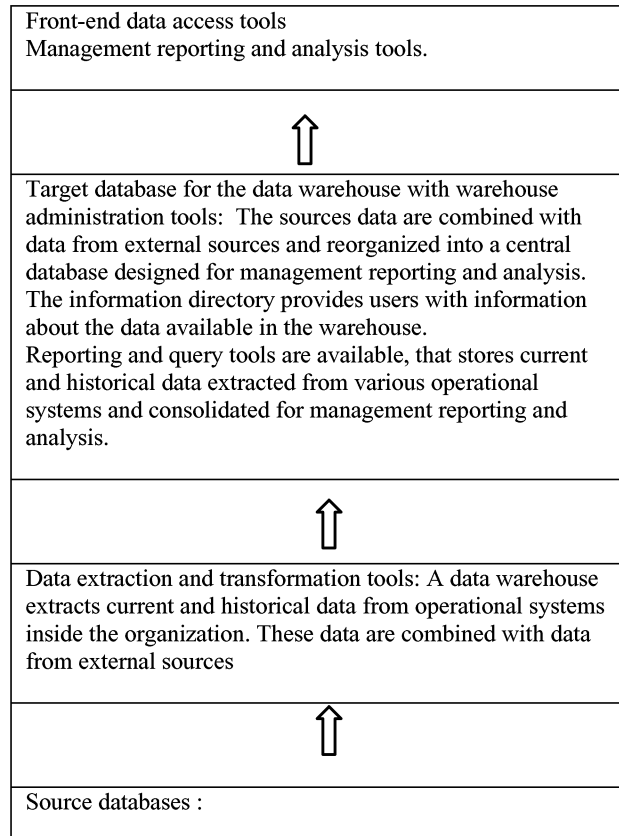 Front-end data access tools
Management reporting and analysis tools.
Target database for the data warehouse with warehouse
administration tools:  The sources data are combined with
data from external sources and reorganized into a central
database designed for management reporting and analysis.
The information directory provides users with information
about the data available in the warehouse.
Reporting and query tools are available, that stores current
and historical data extracted from various operational
systems and consolidated for management reporting and
analysis.
Data extraction and transformation tools: A data warehouse
extracts current and historical data from operational systems
inside the organization. These data are combined with data
from external sources
Source databases :